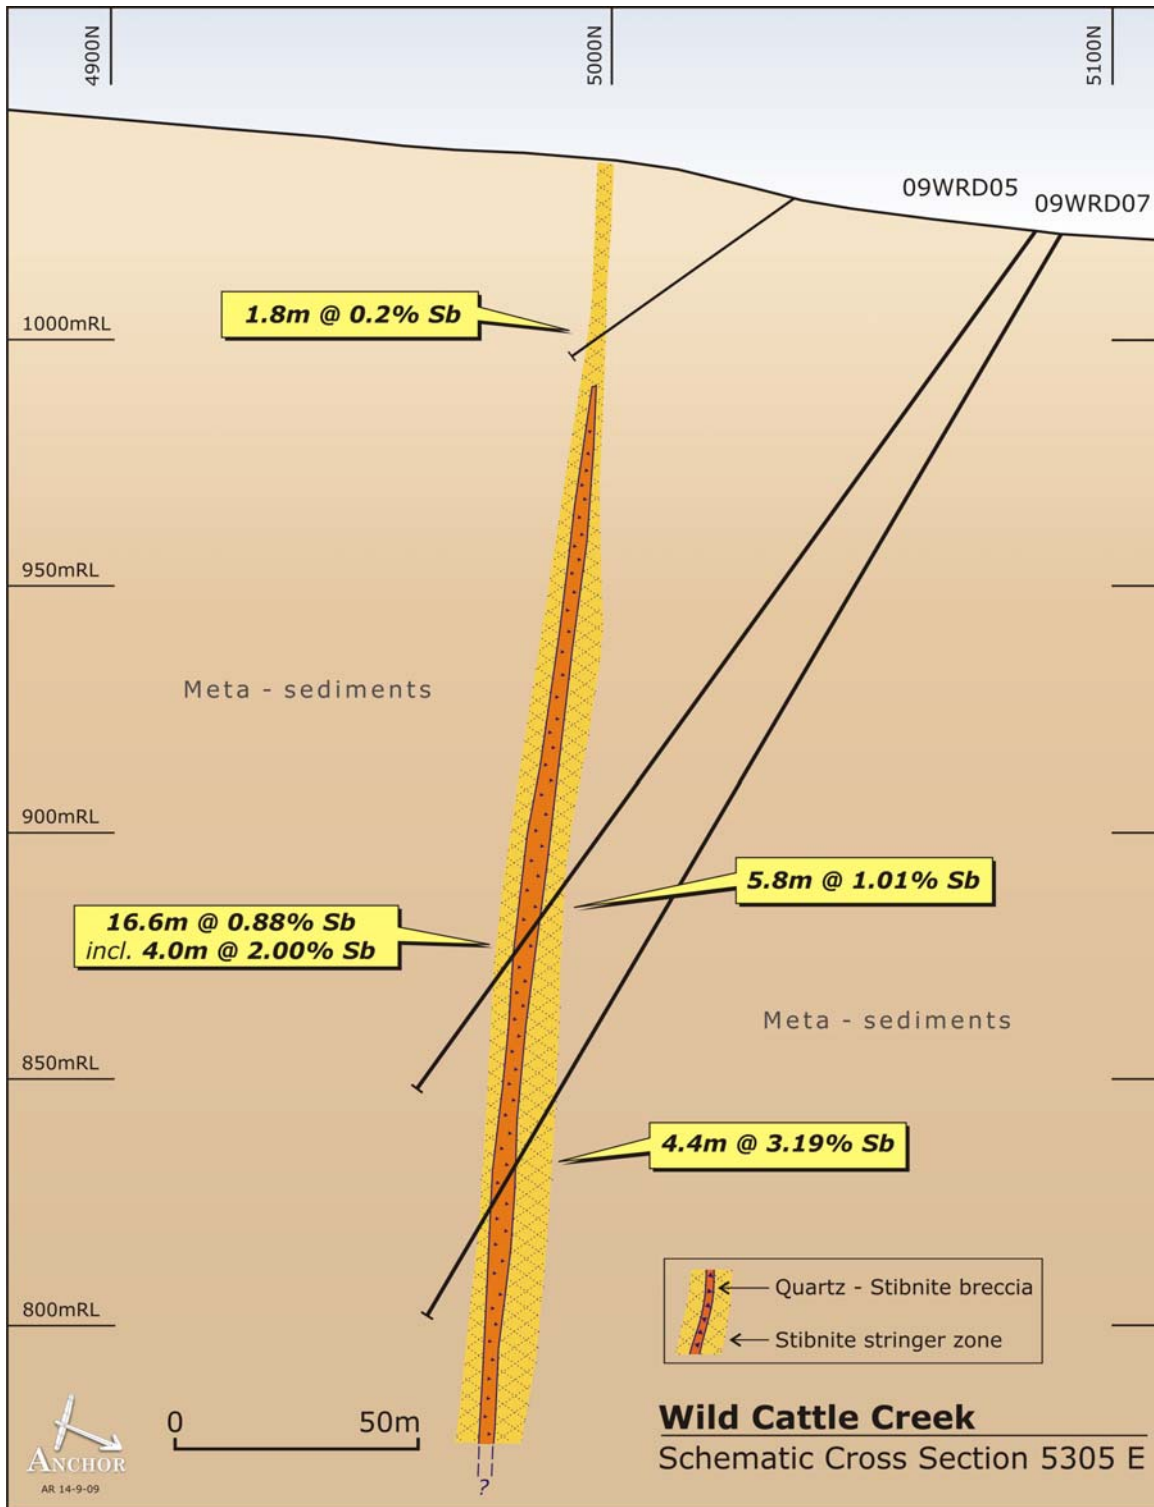 4900N
5000N
5100N
09WRD05
09WRD07
1.8m @ 0.2% Sb
1000mRL
950mRL
Meta - sediments
900mRL
5.8m @ 1.01% Sb
16.6m @ 0.88% Sb
incl. 4.0m @ 2.00% Sb
Meta - sediments
850mRL
4.4m @ 3.19% Sb
800mRL
Quartz - Stibnite breccia
Stibnite stringer zone
0 50m
Wild Cattle Creek
Schematic Cross Section 5305 E
ANCHOR
AR 14-9-09
?